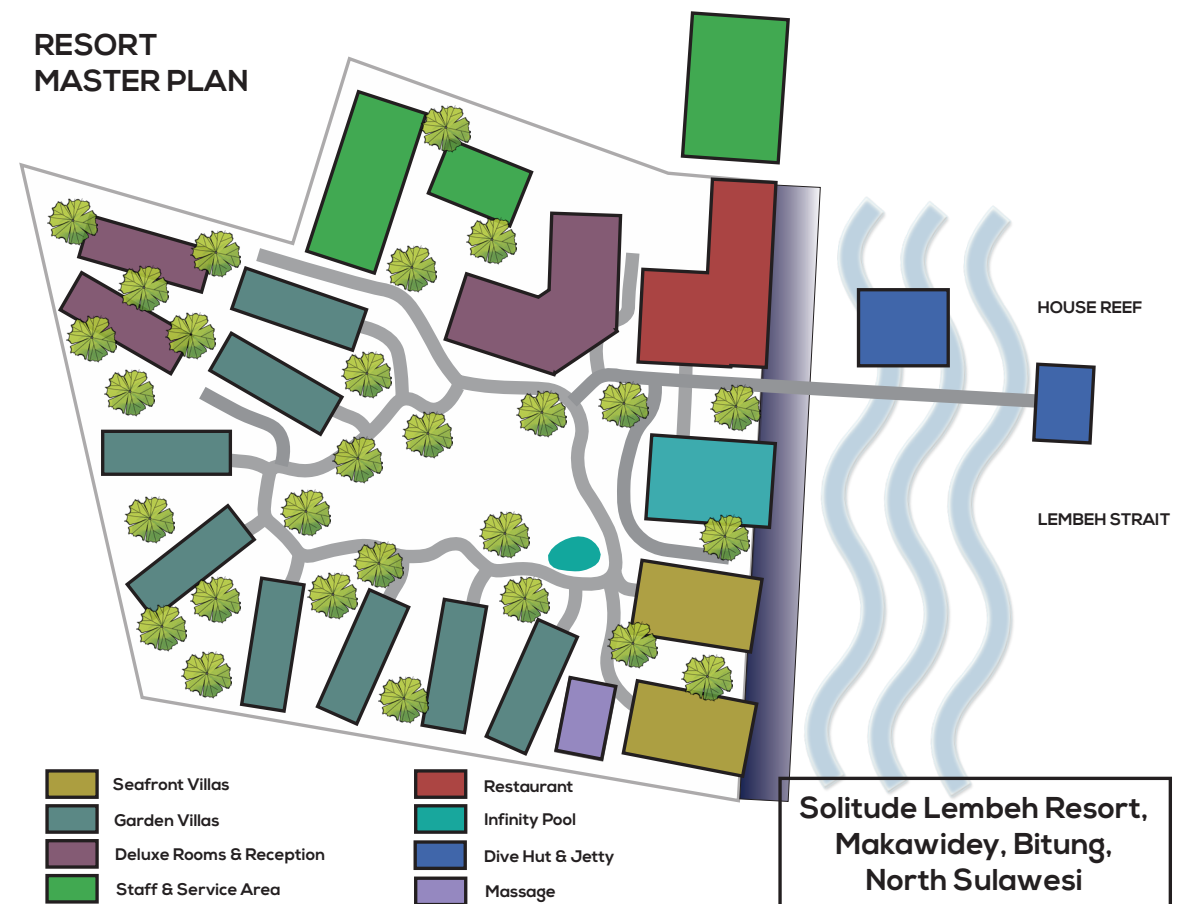 RESORT
MASTER PLAN
HOUSE REEF
LEMBEH STRAIT
Seafront Villas
Garden Villas
Deluxe Rooms & Reception
Staff & Service Area
Restaurant
Infinity Pool
Dive Hut & Jetty
Massage
Solitude Lembeh Resort,
Makawidey, Bitung,
North Sulawesi